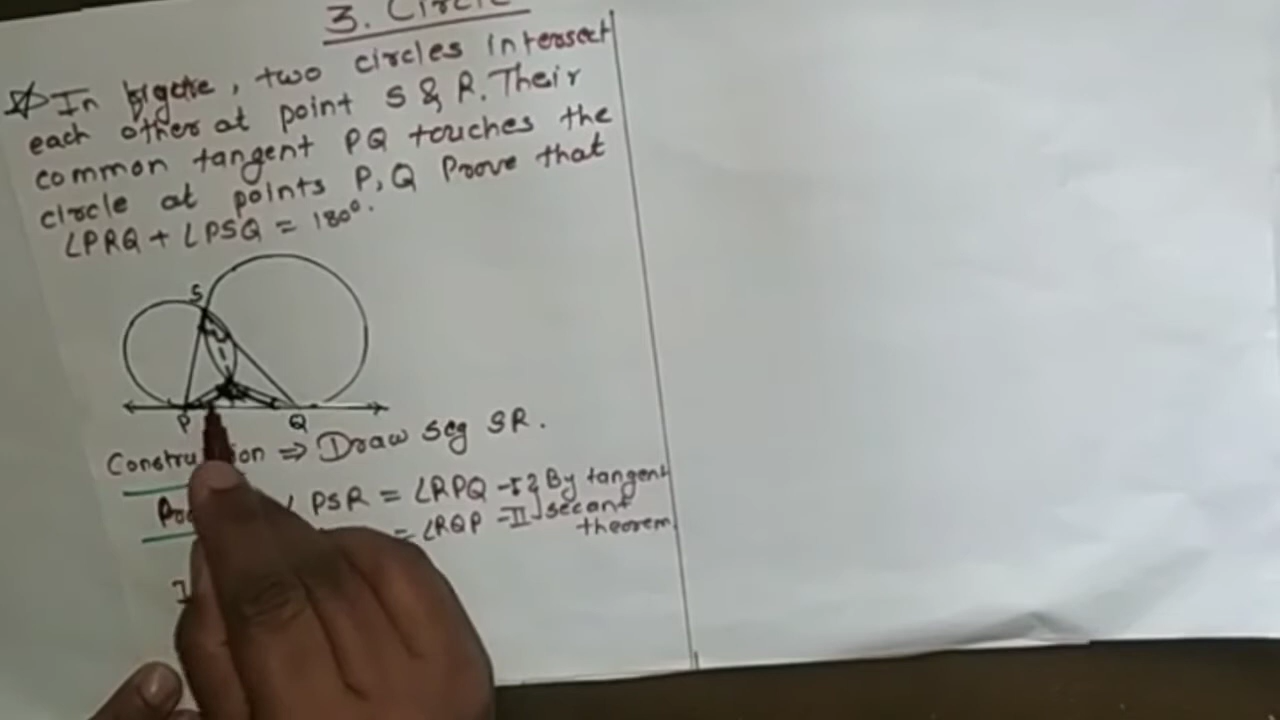 3. Circle
In figure, two circles intersect
each other at point S & R. Their
common tangent PQ touches the
circle at points P, Q Prove that
∠PRQ + ∠PSQ = 180°.
S
P
Q
⇒ Draw seg SR.
∠PSR = ∠RPQ - I } By tangent
= ∠RQP - II secant
theorem